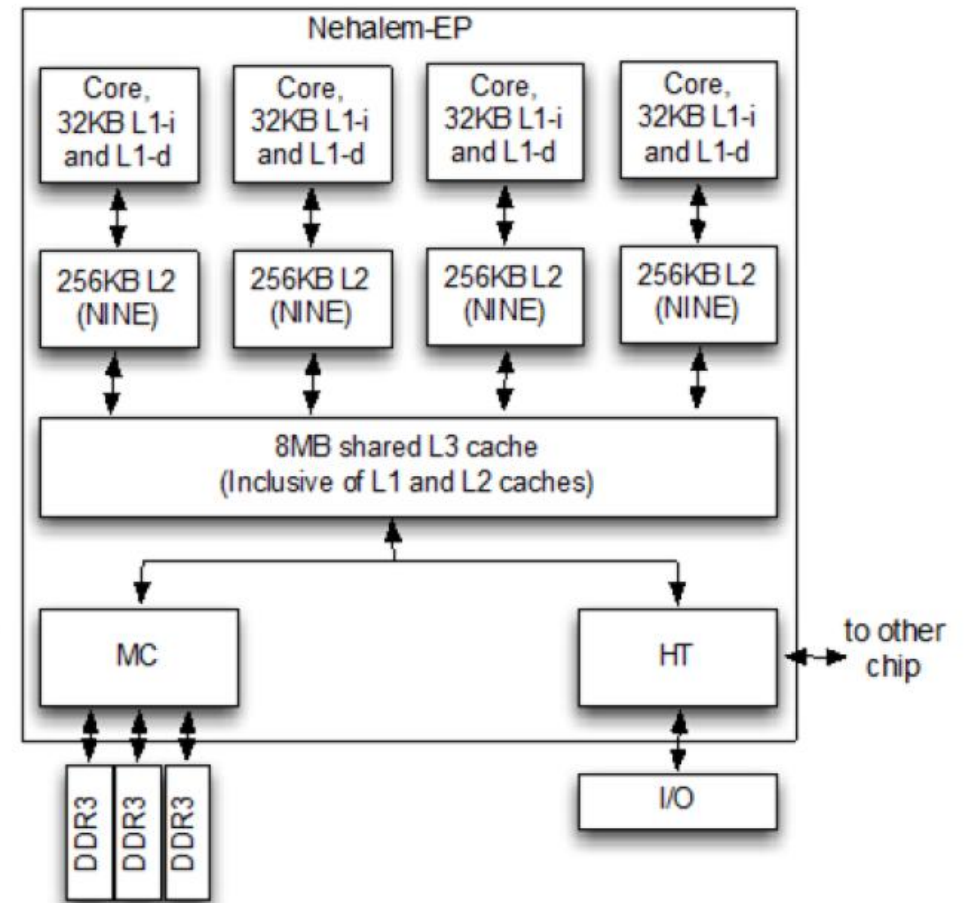 Nehalem-EP
Core,
32KB L1-i
and L1-d
Core,
32KB L1-i
and L1-d
Core,
32KB L1-i
and L1-d
Core,
32KB L1-i
and L1-d
256KB L2
(NINE)
256KB L2
(NINE)
256KB L2
(NINE)
256KB L2
(NINE)
8MB shared L3 cache
(Inclusive of L1 and L2 caches)
MC
HT
to other
chip
DDR3
DDR3
DDR3
I/O